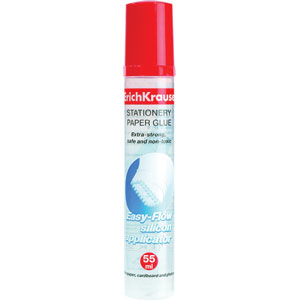 ErichKrause
STATIONERY
PAPER GLUE
Extra-strong,
safe and non-toxic
Easy-Flow
silicon
applicator
55
ml